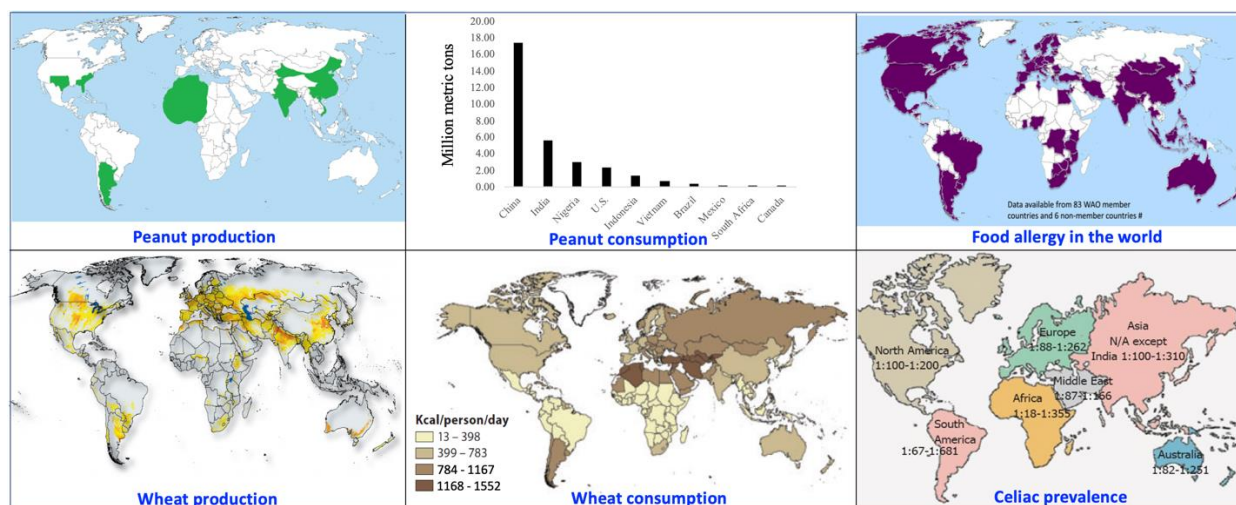 Peanut production
Million metric tons
20.00
18.00
16.00
14.00
12.00
10.00
8.00
6.00
4.00
2.00
0.00
China
India
Nigeria
U.S.
Indonesia
Vietnam
Brazil
Mexico
South Africa
Canada
Peanut consumption
Data available from 83 WAO member
countries and 6 non-member countries #
Food allergy in the world
Wheat production
Kcal/person/day
13 – 398
399 – 783
784 – 1167
1168 - 1552
Wheat consumption
North America
1:100-1:200
South
America
1:67-1:681
Europe
1:88-1:262
Africa
1:18-1:355
Middle East
1:87-1:166
Asia
N/A except
India 1:100-1:310
Australia
1:82-1:251
Celiac prevalence